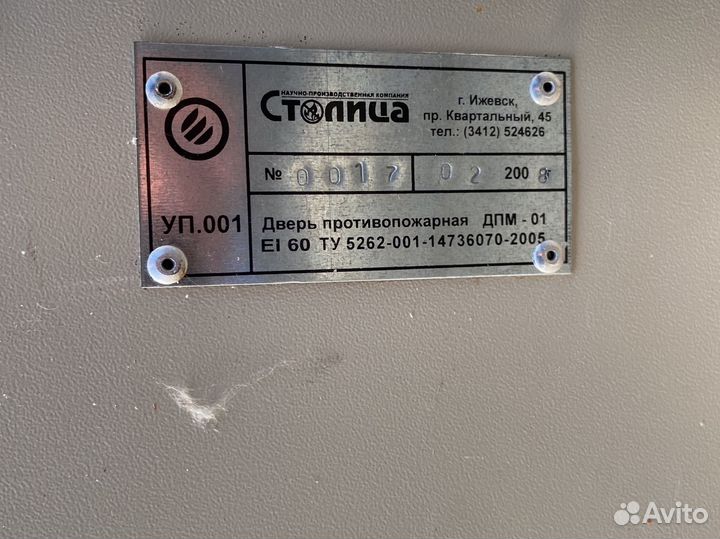 НАУЧНО-ПРОИЗВОДСТВЕННАЯ КОМПАНИЯ
Столица
г. Ижевск,
пр. Квартальный, 45
тел.: (3412) 524626
№ 0017 02 2008 г
УП.001
Дверь противопожарная ДПМ - 01
EI 60 ТУ 5262-001-14736070-2005
Avito